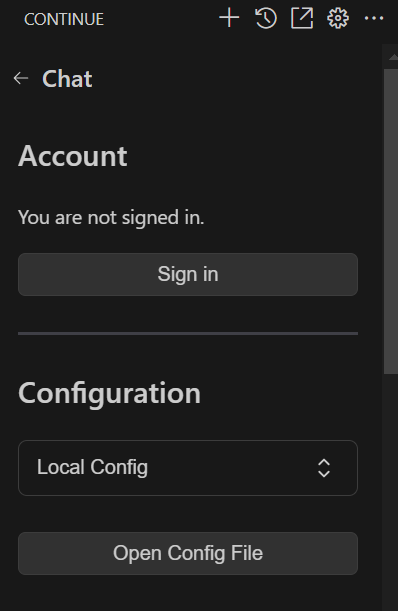 CONTINUE
Chat
Account
You are not signed in.
Sign in
Configuration
Local Config
Open Config File